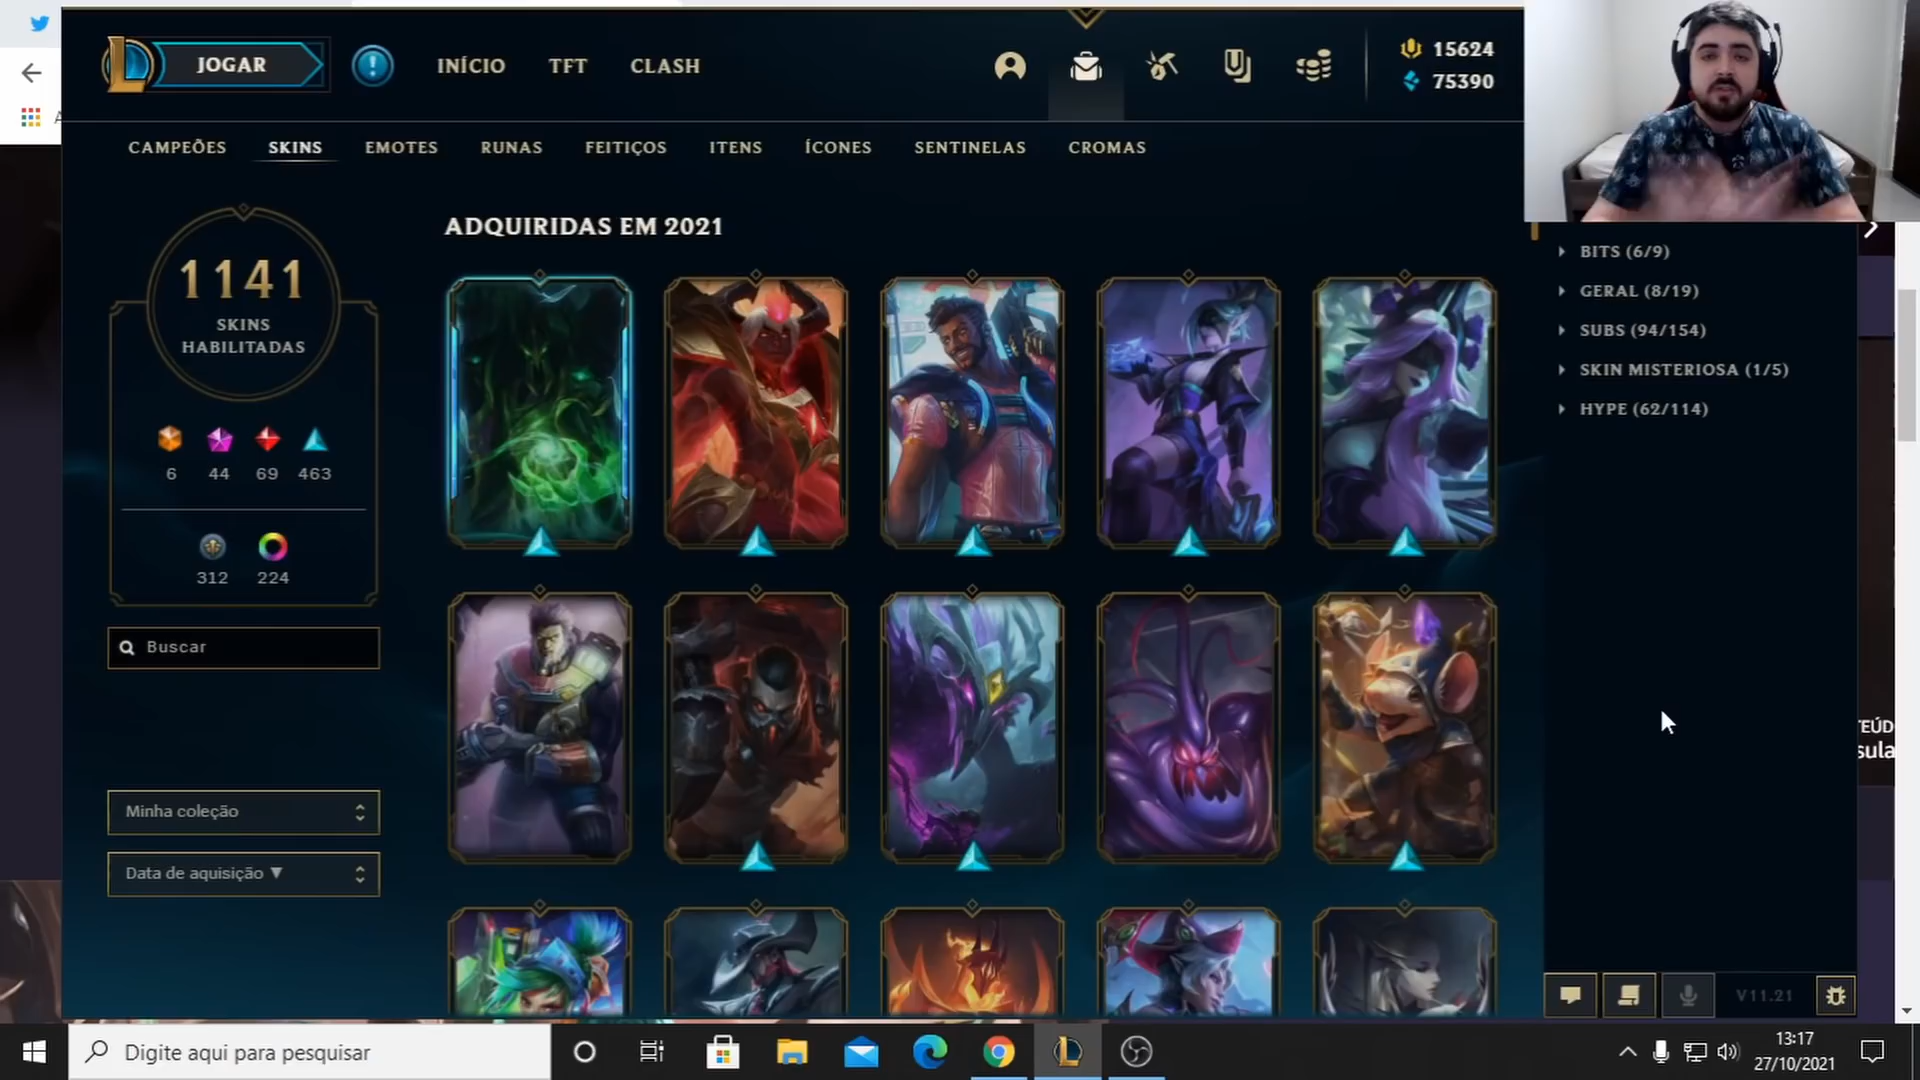 JOGAR
INÍCIO
TFT
CLASH
15624
75390
CAMPEÕES
SKINS
EMOTES
RUNAS
FEITIÇOS
ITENS
ÍCONES
SENTINELAS
CROMAS
1141
SKINS
HABILITADAS
6
44
69
463
312
224
Buscar
Minha coleção
Data de aquisição ▼
ADQUIRIDAS EM 2021
BITS (6/9)
GERAL (8/19)
SUBS (94/154)
SKIN MISTERIOSA (1/5)
HYPE (62/114)
TEÚD
sula
V11.21
Digite aqui para pesquisar
13:17
27/10/2021